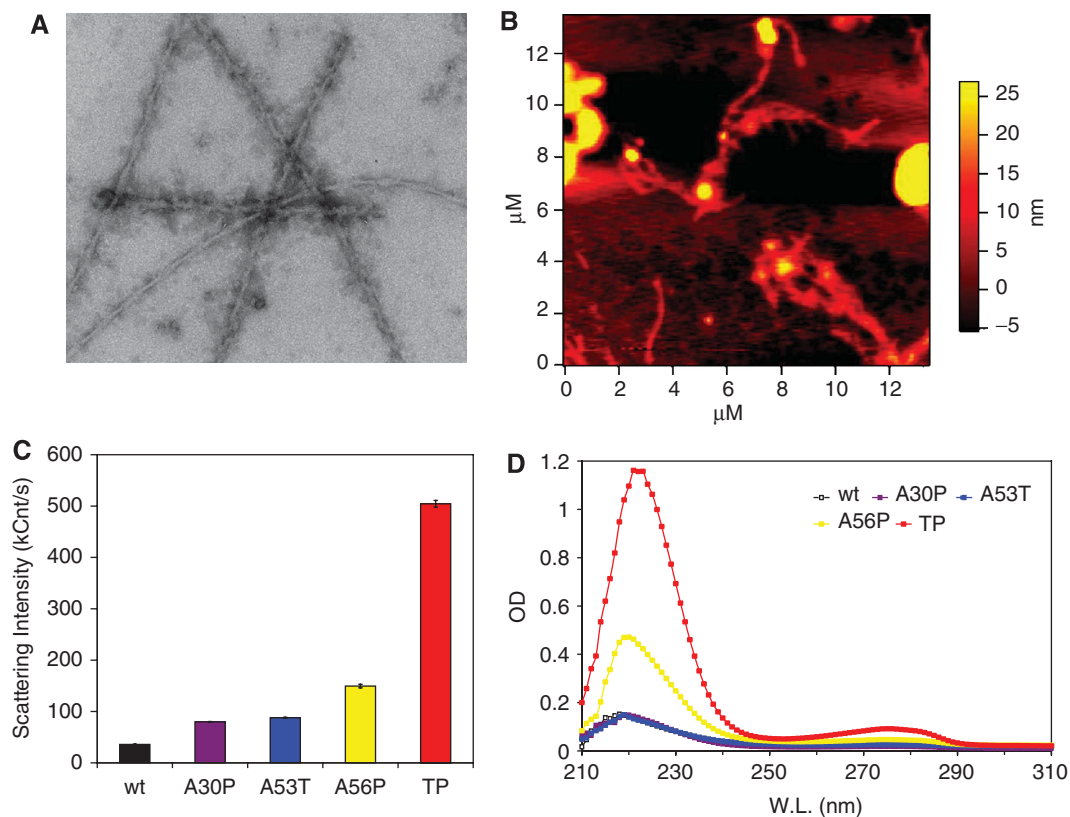 A
B
12
10
8
6
4
2
0
µM
0 2 4 6 8 10 12
µM
25
20
15
10
5
0
−5
nm
C
600
500
400
300
200
100
0
Scattering Intensity (kCnt/s)
wt A30P A53T A56P TP
D
1.2
1
0.8
0.6
0.4
0.2
0
OD
wt A30P A53T
A56P TP
210 230 250 270 290 310
W.L. (nm)